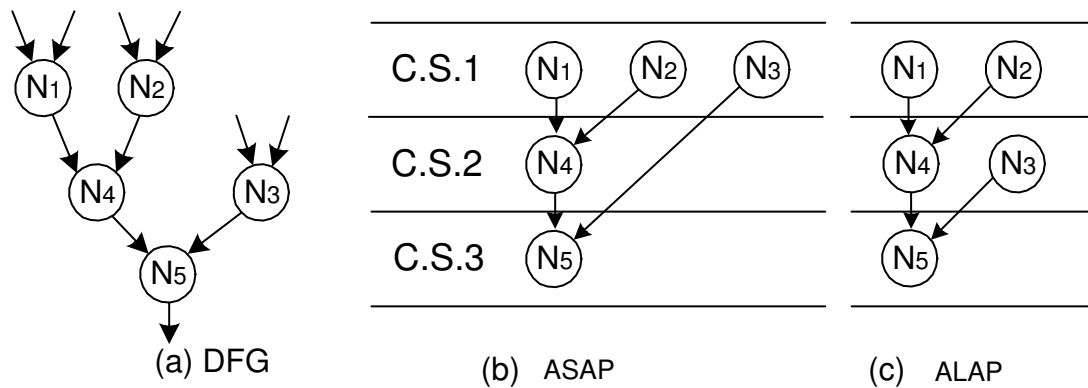 N1 N2
N4 N3
N5
(a) DFG
C.S.1 N1 N2 N3
C.S.2 N4
C.S.3 N5
(b) ASAP
N1 N2
N4 N3
N5
(c) ALAP